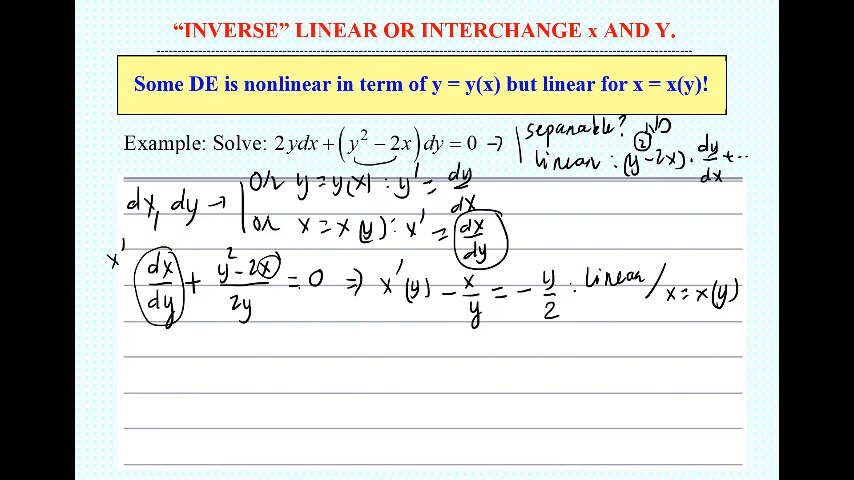 “INVERSE” LINEAR OR INTERCHANGE x AND Y.
Some DE is nonlinear in term of y = y(x) but linear for x = x(y)!
Example: Solve: 2ydx + (y² − 2x)dy = 0 → separable? NO
linear : (y² − 2x) · dy/dx + ...
dx, dy → or y = y(x) : y' = dy/dx
or x = x(y) : x' = dx/dy
x' dx/dy + (y² − 2x)/2y = 0 ⇒ x'(y) − x/y = − y/2 : linear / x = x(y)